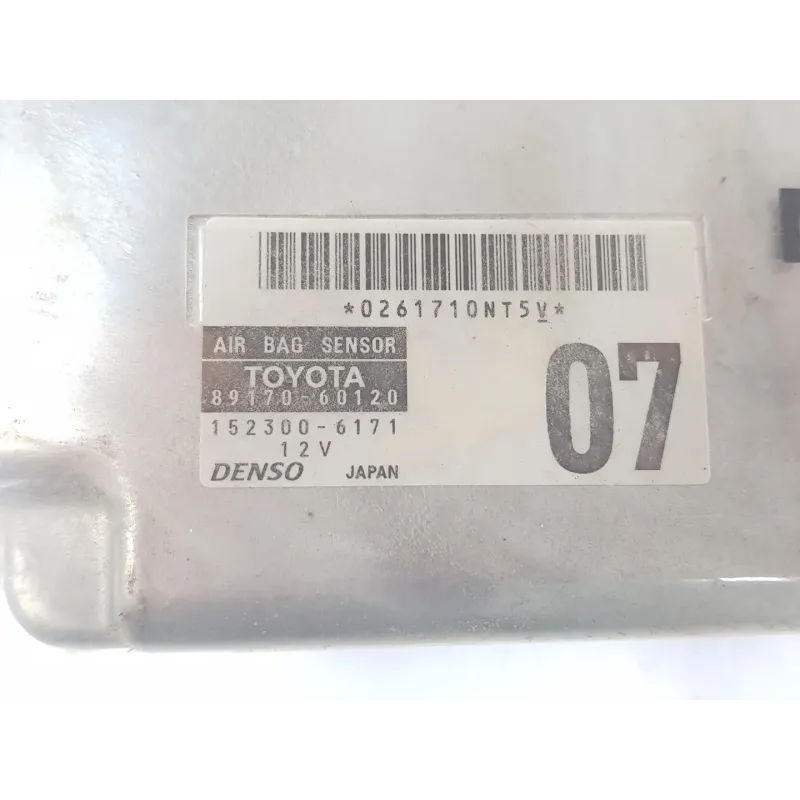 *0261710NT5V*
AIR BAG SENSOR
TOYOTA
89170-60120
152300-6171
12V
DENSO JAPAN
07